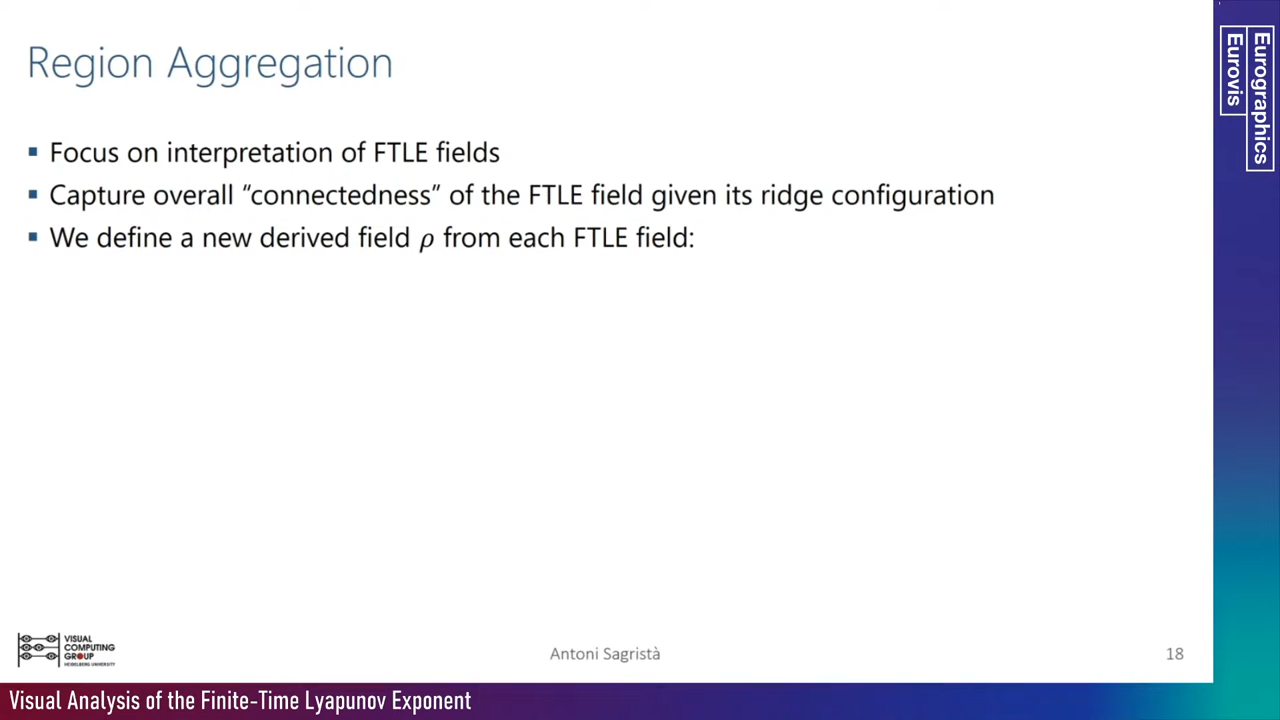 Region Aggregation
▪ Focus on interpretation of FTLE fields
▪ Capture overall “connectedness” of the FTLE field given its ridge configuration
▪ We define a new derived field ρ from each FTLE field:
VISUAL
COMPUTING
GROUP
HEIDELBERG UNIVERSITY
Antoni Sagristà
18
Visual Analysis of the Finite-Time Lyapunov Exponent
Eurographics
Eurovis